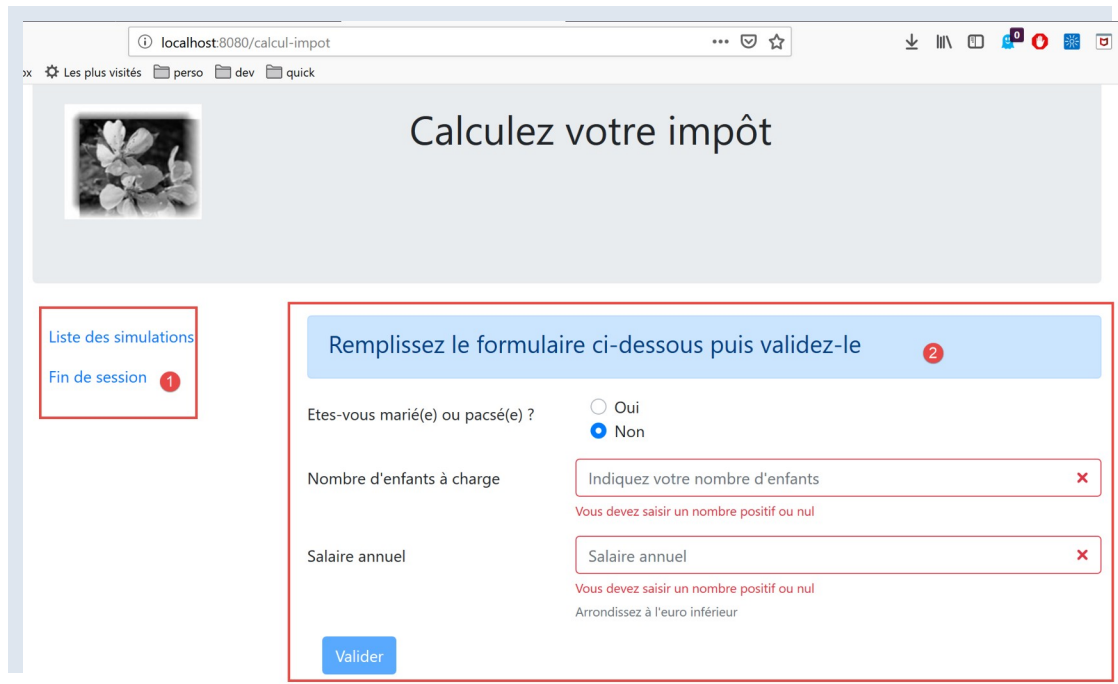 localhost:8080/calcul-impot
0
Les plus visités perso dev quick
Calculez votre impôt
Liste des simulations
Fin de session 1
Remplissez le formulaire ci-dessous puis validez-le 2
Etes-vous marié(e) ou pacsé(e) ?
Oui
Non
Nombre d'enfants à charge
Indiquez votre nombre d'enfants
Vous devez saisir un nombre positif ou nul
Salaire annuel
Salaire annuel
Vous devez saisir un nombre positif ou nul
Arrondissez à l'euro inférieur
Valider